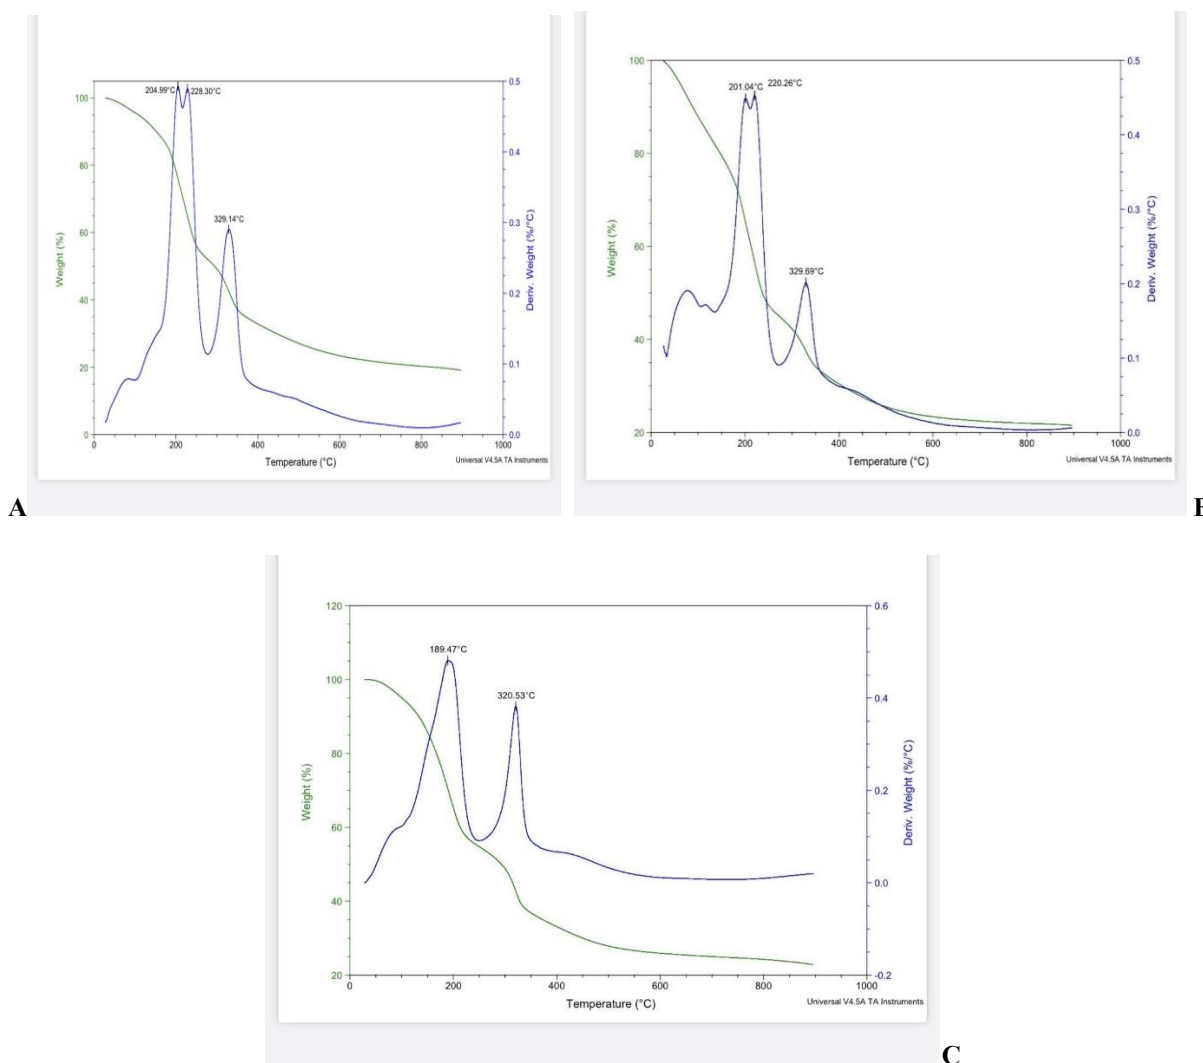 204.99°C
228.30°C
329.14°C
Weight (%)
100
80
60
40
20
0
0.5
0.4
0.3
0.2
0.1
0.0
Deriv. Weight (%/°C)
0
200
400
600
800
1000
Temperature (°C)
Universal V4.5A TA Instruments
A
201.04°C
220.26°C
329.69°C
Weight (%)
100
80
60
40
20
0.5
0.4
0.3
0.2
0.1
0.0
Deriv. Weight (%/°C)
0
200
400
600
800
1000
Temperature (°C)
Universal V4.5A TA Instruments
189.47°C
320.53°C
Weight (%)
120
100
80
60
40
20
0.6
0.4
0.2
0.0
-0.2
Deriv. Weight (%/°C)
0
200
400
600
800
1000
Temperature (°C)
Universal V4.5A TA Instruments
C